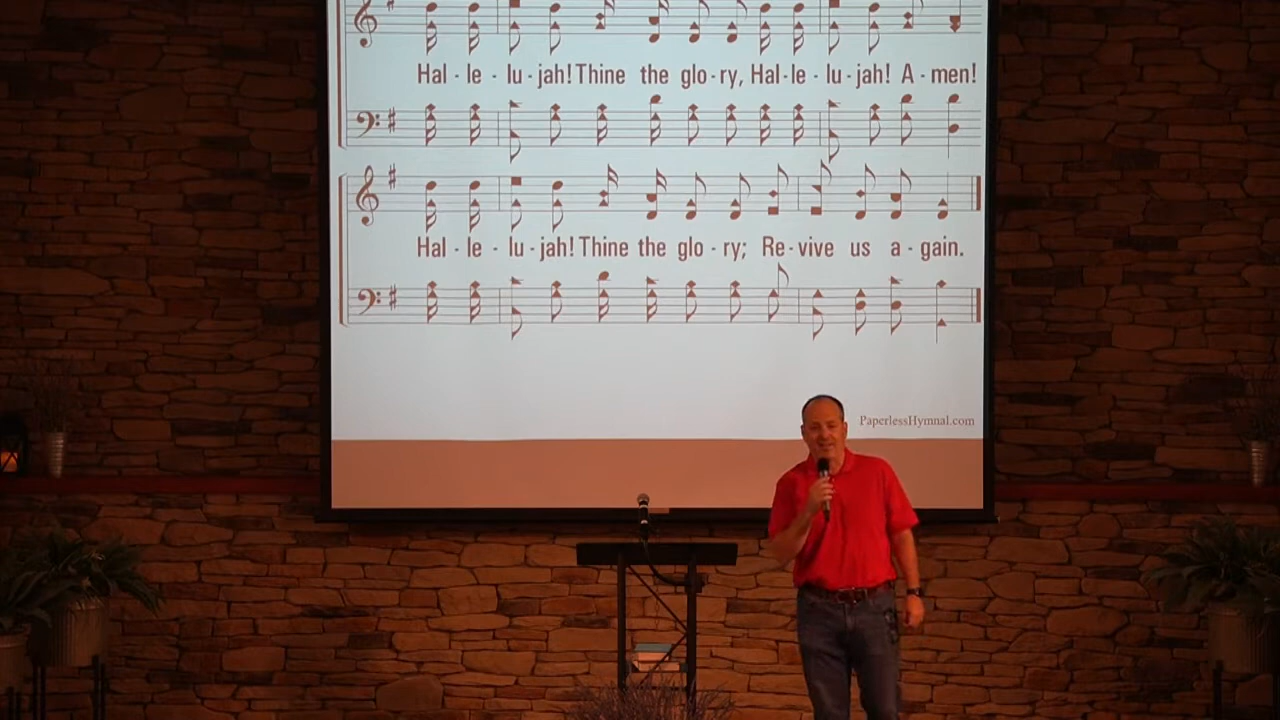 Hal - le - lu - jah! Thine the glo - ry, Hal - le - lu - jah! A - men!
Hal - le - lu - jah! Thine the glo - ry; Re - vive us a - gain.
PaperlessHymnal.com